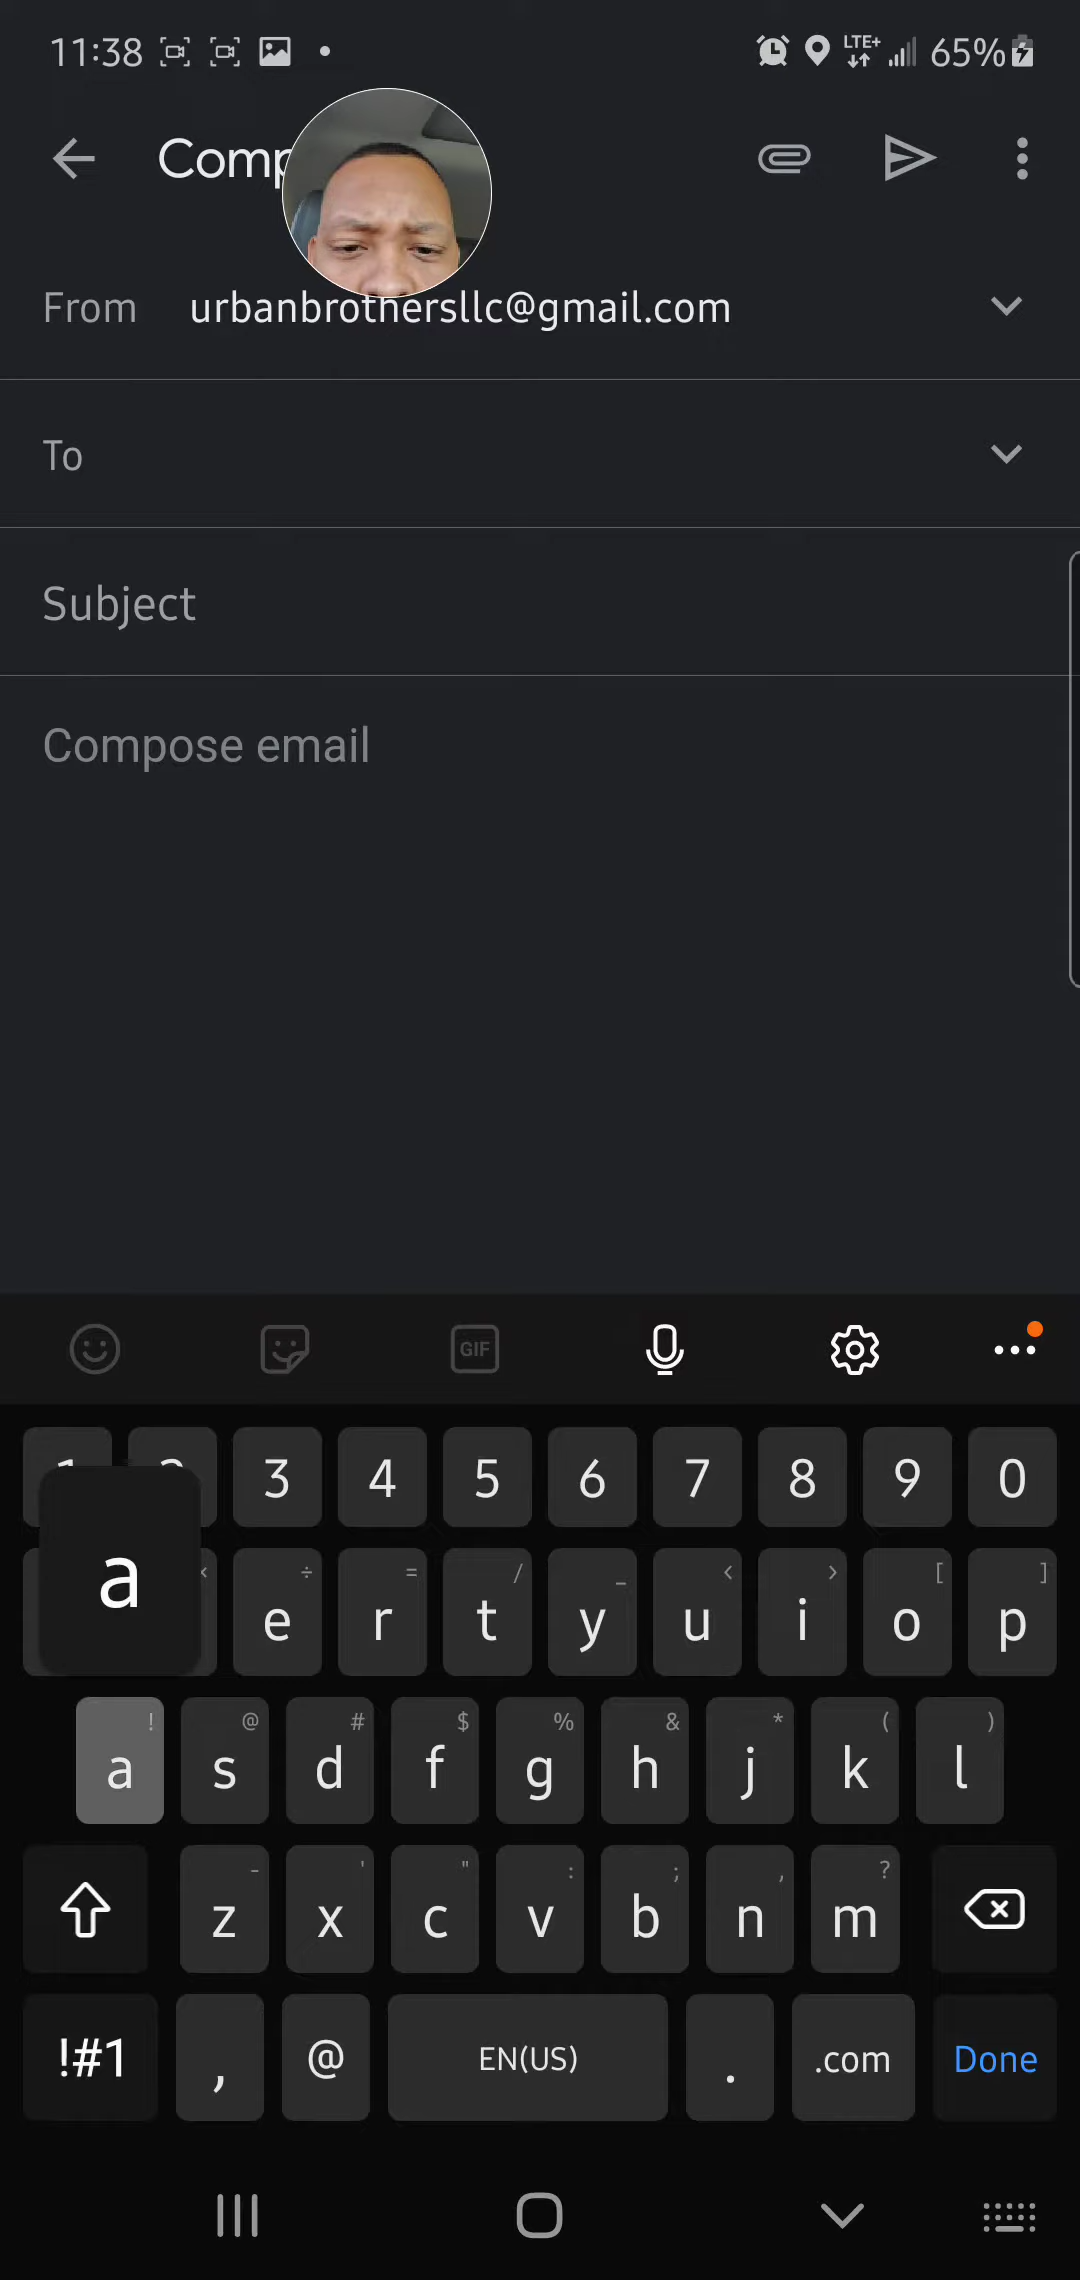 11:38 LTE+ 65%
Comp
From urbanbrothersllc@gmail.com
To
Subject
Compose email
GIF
3 4 5 6 7 8 9 0
a
÷ = / _ < > [ ]
e r t y u i o p
! @ # $ % & * ( )
a s d f g h j k l
- ' " : ; , ?
z x c v b n m
!#1 , @ EN(US) . .com Done